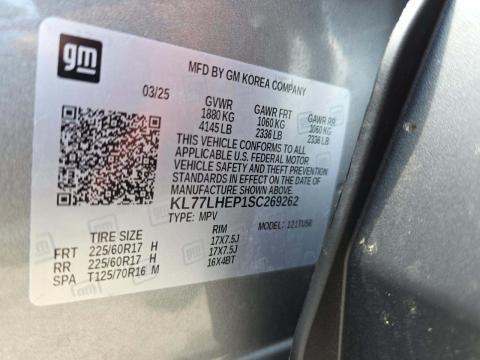 gm
MFD BY GM KOREA COMPANY
03/25 GVWR GAWR FRT GAWR RR
1880 KG 1060 KG 1060 KG
4145 LB 2336 LB 2336 LB
THIS VEHICLE CONFORMS TO ALL
APPLICABLE U.S. FEDERAL MOTOR
VEHICLE SAFETY AND BUMPER
STANDARDS IN EFFECT ON THE DATE
OF MANUFACTURE SHOWN ABOVE.
KL77LHEP1SC269262
TYPE: MPV MODEL: 1ZITU58
TIRE SIZE RIM
FRT 225/60R17 H 17X7.5J
RR 225/60R17 H 17X7.5J
SPA T125/70R16 M 16X4BT